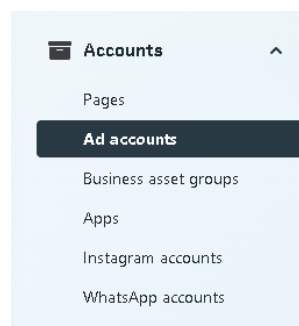 Accounts
Pages
Ad accounts
Business asset groups
Apps
Instagram accounts
WhatsApp accounts